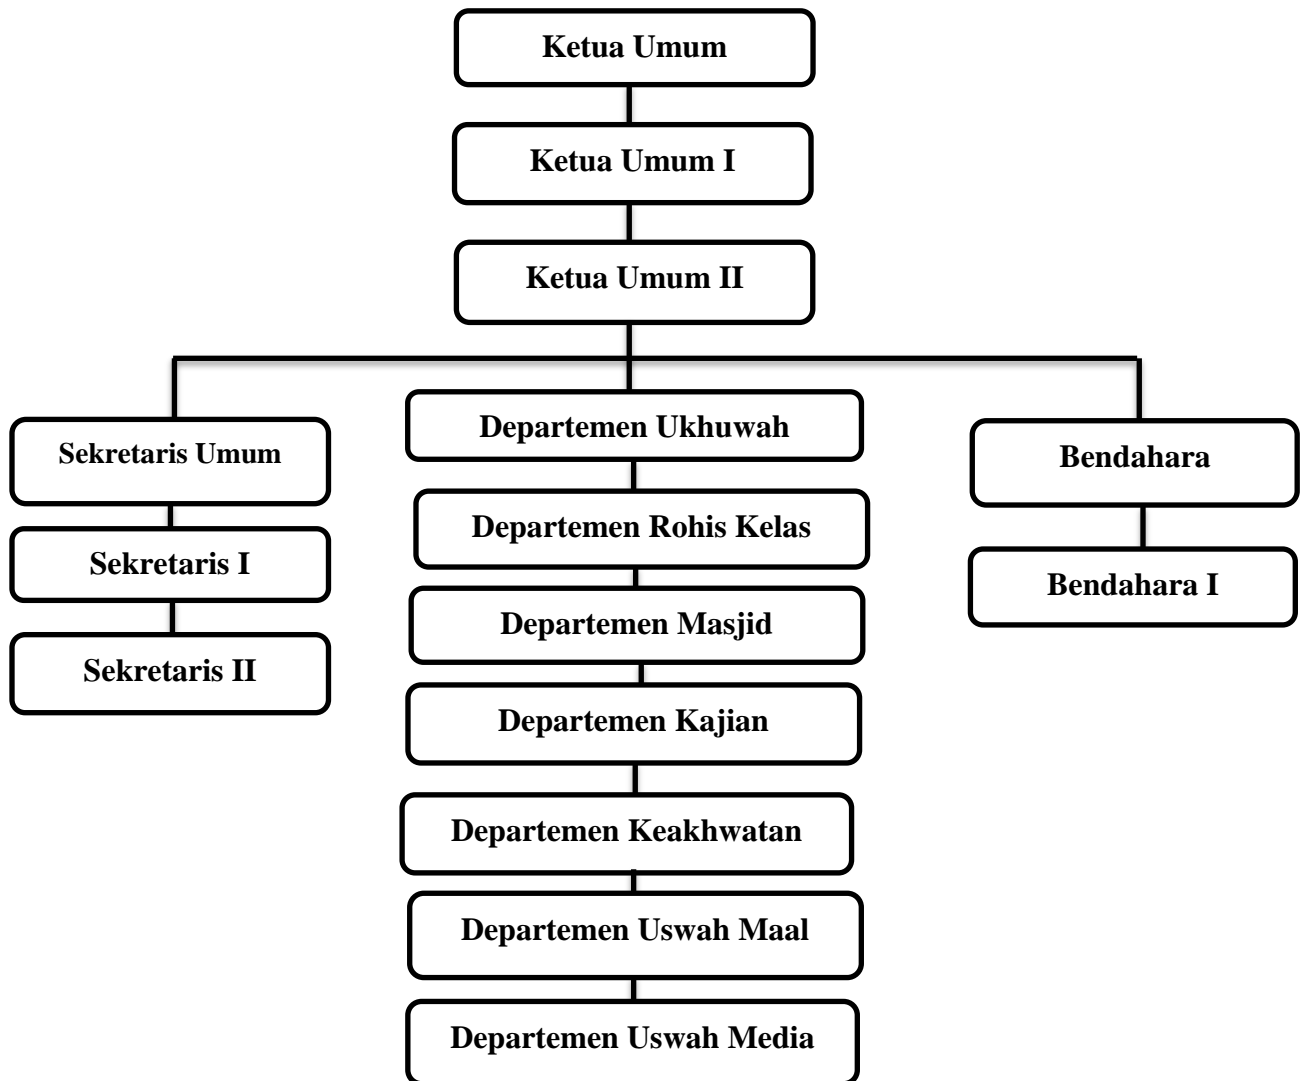 Ketua Umum
Ketua Umum I
Ketua Umum II
Sekretaris Umum
Sekretaris I
Sekretaris II
Departemen Ukhuwah
Departemen Rohis Kelas
Departemen Masjid
Departemen Kajian
Departemen Keakhwatan
Departemen Uswah Maal
Departemen Uswah Media
Bendahara
Bendahara I